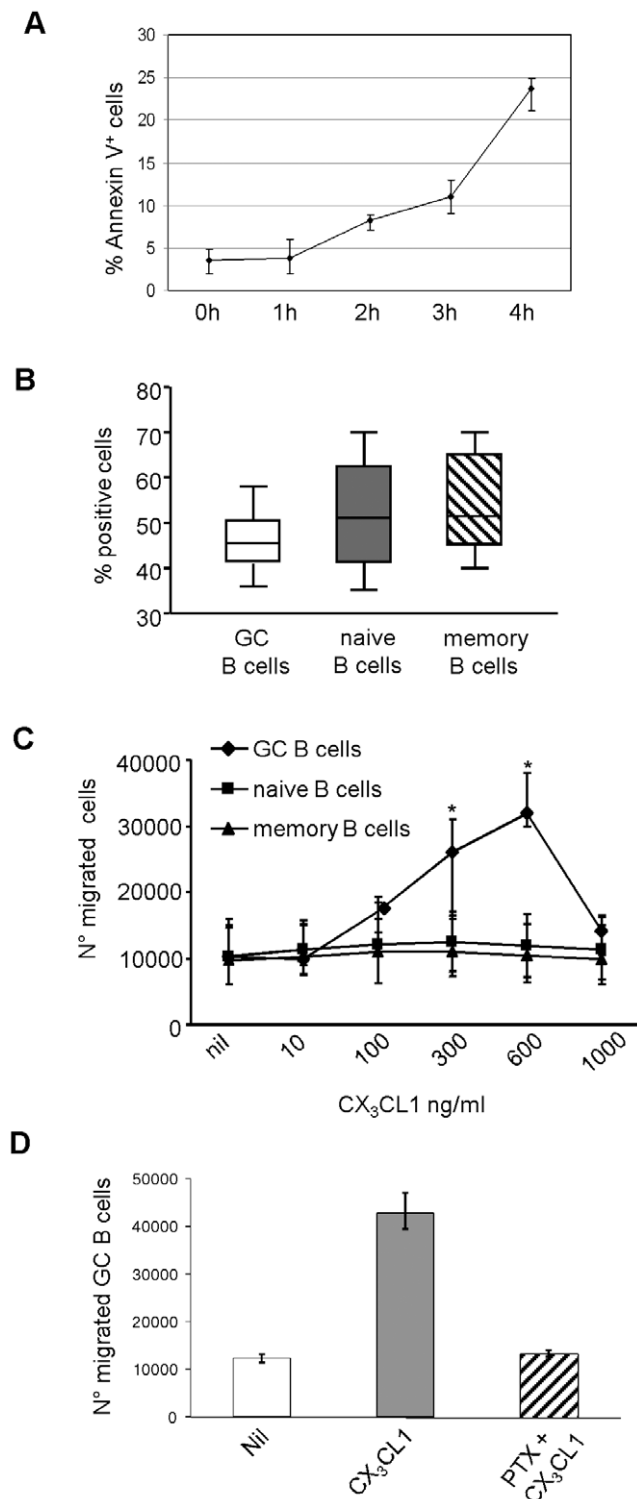 A
30
25
20
15
10
5
0
% Annexin V⁺ cells
0h 1h 2h 3h 4h
B
80
70
60
50
40
30
% positive cells
GC
B cells
naive
B cells
memory
B cells
C
GC B cells
naive B cells
memory B cells
40000
30000
20000
10000
0
N° migrated cells
* *
nil 10 100 300 600 1000
CX₃CL1 ng/ml
D
50000
40000
30000
20000
10000
0
N° migrated GC B cells
Nil
CX₃CL1
PTX +
CX₃CL1